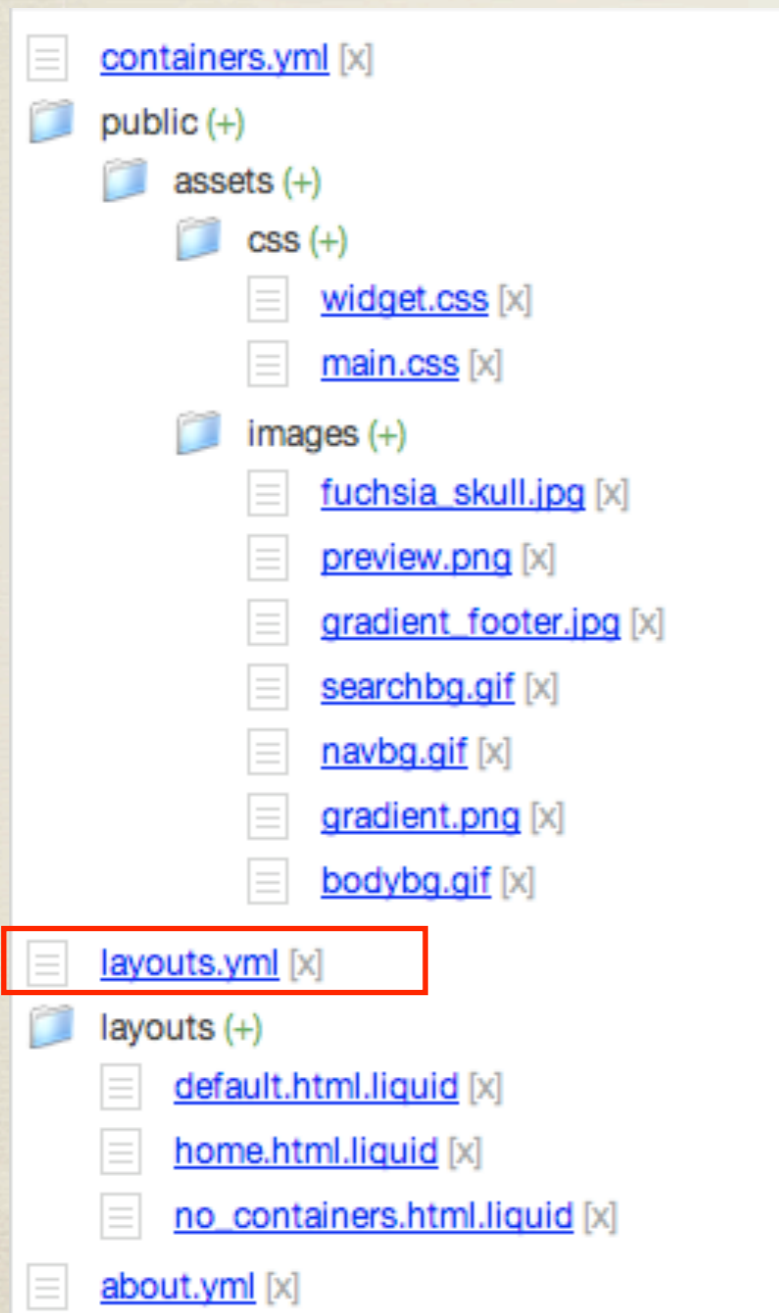 containers.yml [x]
public (+)
assets (+)
css (+)
widget.css [x]
main.css [x]
images (+)
fuchsia_skull.jpg [x]
preview.png [x]
gradient_footer.jpg [x]
searchbg.gif [x]
navbg.gif [x]
gradient.png [x]
bodybg.gif [x]
layouts.yml [x]
layouts (+)
default.html.liquid [x]
home.html.liquid [x]
no_containers.html.liquid [x]
about.yml [x]